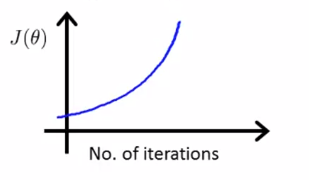 J(θ)
No. of iterations